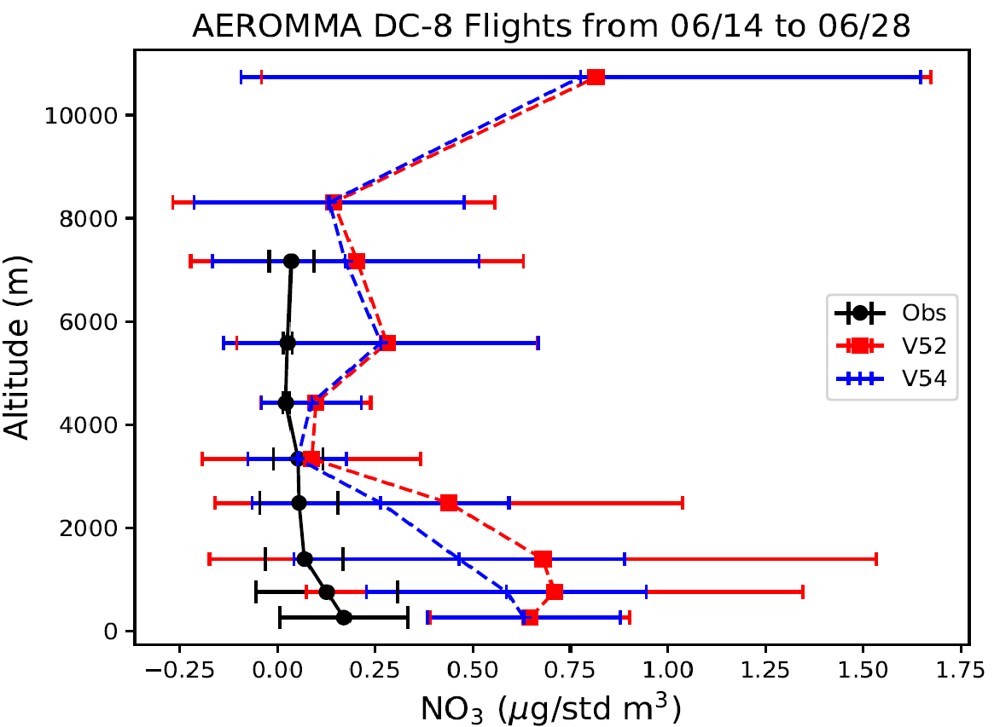 AEROMMA DC-8 Flights from 06/14 to 06/28
Altitude (m)
10000
8000
6000
4000
2000
0
Obs
V52
V54
−0.25 0.00 0.25 0.50 0.75 1.00 1.25 1.50 1.75
NO₃ (μg/std m³)